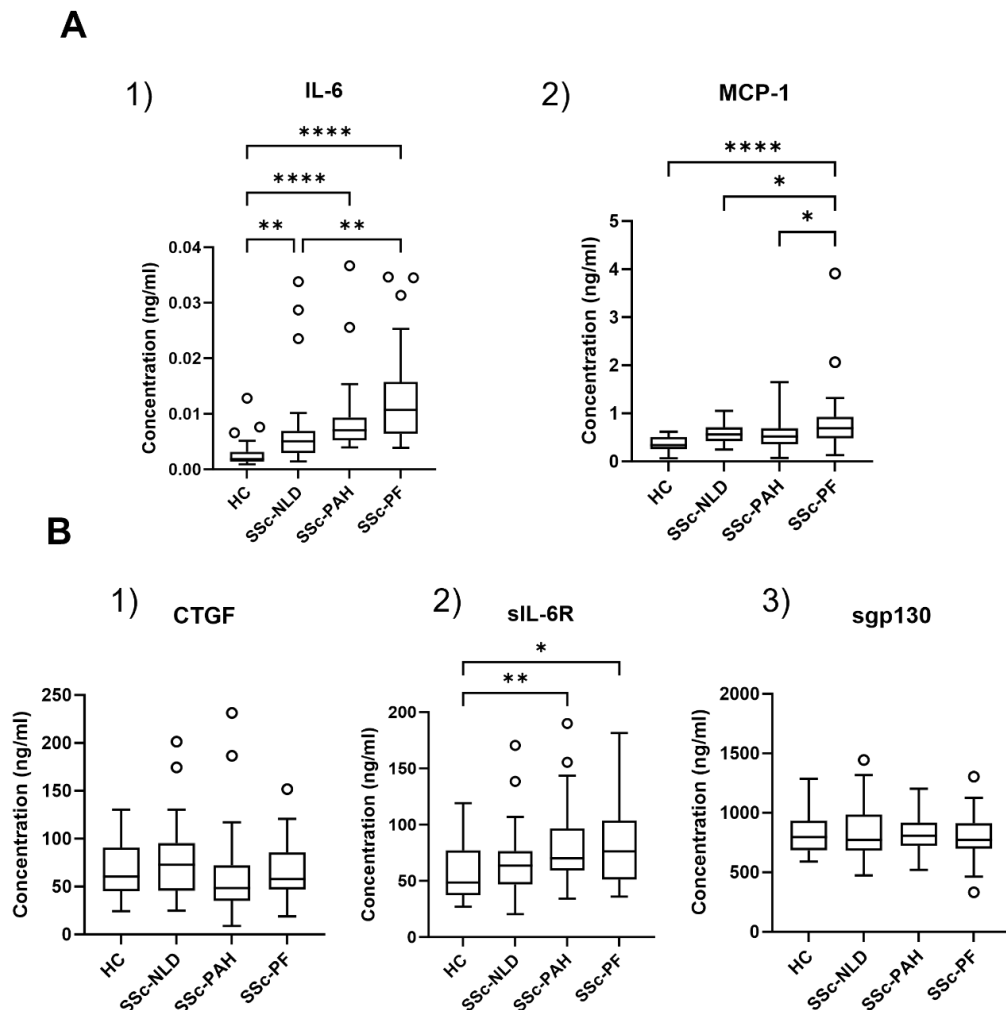 A
1) IL-6
2) MCP-1
****
****
** **
****
*
*
Concentration (ng/ml)
0.04
0.03
0.02
0.01
0.00
HC SSc-NLD SSc-PAH SSc-PF
Concentration (ng/ml)
5
4
3
2
1
0
HC SSc-NLD SSc-PAH SSc-PF
B
1) CTGF
2) sIL-6R
3) sgp130
Concentration (ng/ml)
250
200
150
100
50
0
HC SSc-NLD SSc-PAH SSc-PF
*
**
Concentration (ng/ml)
200
150
100
50
0
HC SSc-NLD SSc-PAH SSc-PF
Concentration (ng/ml)
2000
1500
1000
500
0
HC SSc-NLD SSc-PAH SSc-PF